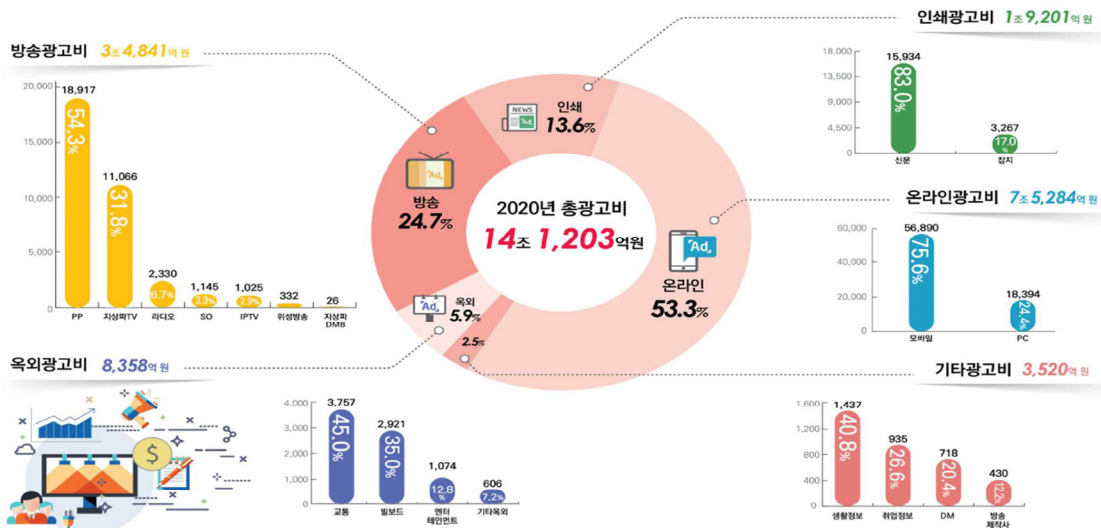 방송광고비 3조 4,841억 원
20,000
15,000
10,000
5,000
0
18,917
54.3%
PP
11,066
31.8%
지상파TV
2,330
6.7%
라디오
1,145
3.3%
SO
1,025
2.9%
IPTV
332
위성방송
26
지상파
DMB
인쇄광고비 1조 9,201억 원
18,000
13,500
9,000
4,500
0
15,934
83.0%
신문
3,267
17.0
%
잡지
NEWS
Ad
인쇄
13.6%
Ad
방송
24.7%
2020년 총광고비
14조 1,203억원
Ad
온라인
53.3%
Ad
옥외
5.9%
2.5%
온라인광고비 7조 5,284억 원
60,000
40,000
20,000
0
56,890
75.6%
모바일
18,394
24.4%
PC
옥외광고비 8,358억 원
$
4,000
3,000
2,000
1,000
0
3,757
45.0%
교통
2,921
35.0%
빌보드
1,074
12.8
%
엔터
테인먼트
606
7.2%
기타옥외
기타광고비 3,520억 원
1,600
1,200
800
400
0
1,437
40.8%
생활정보
935
26.6%
취업정보
718
20.4%
DM
430
12.2%
방송
제작사